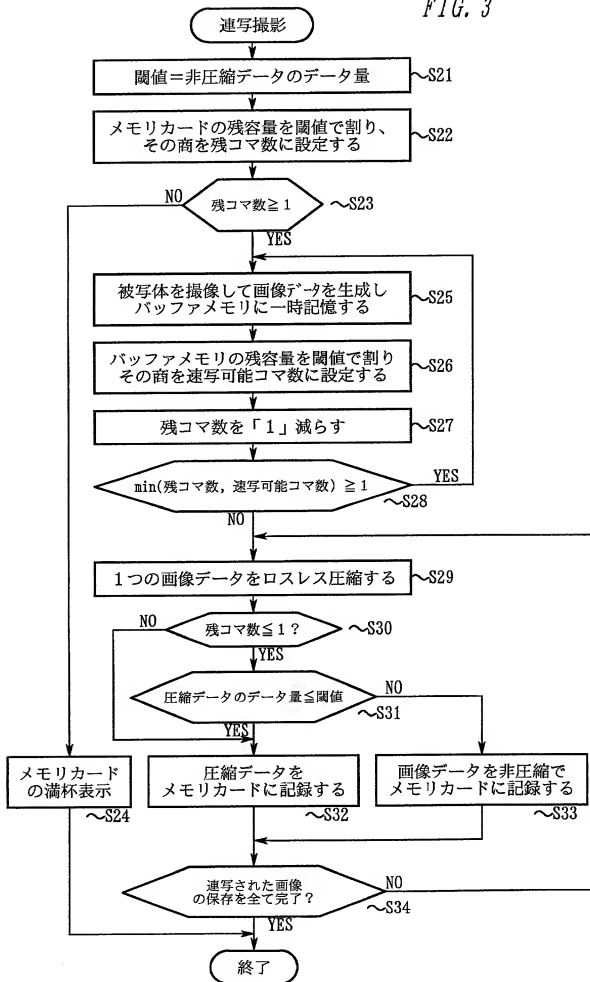 FIG. 3
連写撮影
閾値＝非圧縮データのデータ量
～S21
メモリカードの残容量を閾値で割り、
その商を残コマ数に設定する
～S22
NO
残コマ数≧1
～S23
YES
被写体を撮像して画像データを生成し
バッファメモリに一時記憶する
～S25
バッファメモリの残容量を閾値で割り
その商を速写可能コマ数に設定する
～S26
残コマ数を「1」減らす
～S27
min(残コマ数, 速写可能コマ数) ≧1
YES
～S28
NO
1つの画像データをロスレス圧縮する
～S29
NO
残コマ数≦1?
～S30
YES
圧縮データのデータ量≦閾値
NO
～S31
YES
メモリカード
の満杯表示
～S24
圧縮データを
メモリカードに記録する
～S32
画像データを非圧縮で
メモリカードに記録する
～S33
連写された画像
の保存を全て完了?
NO
～S34
YES
終了